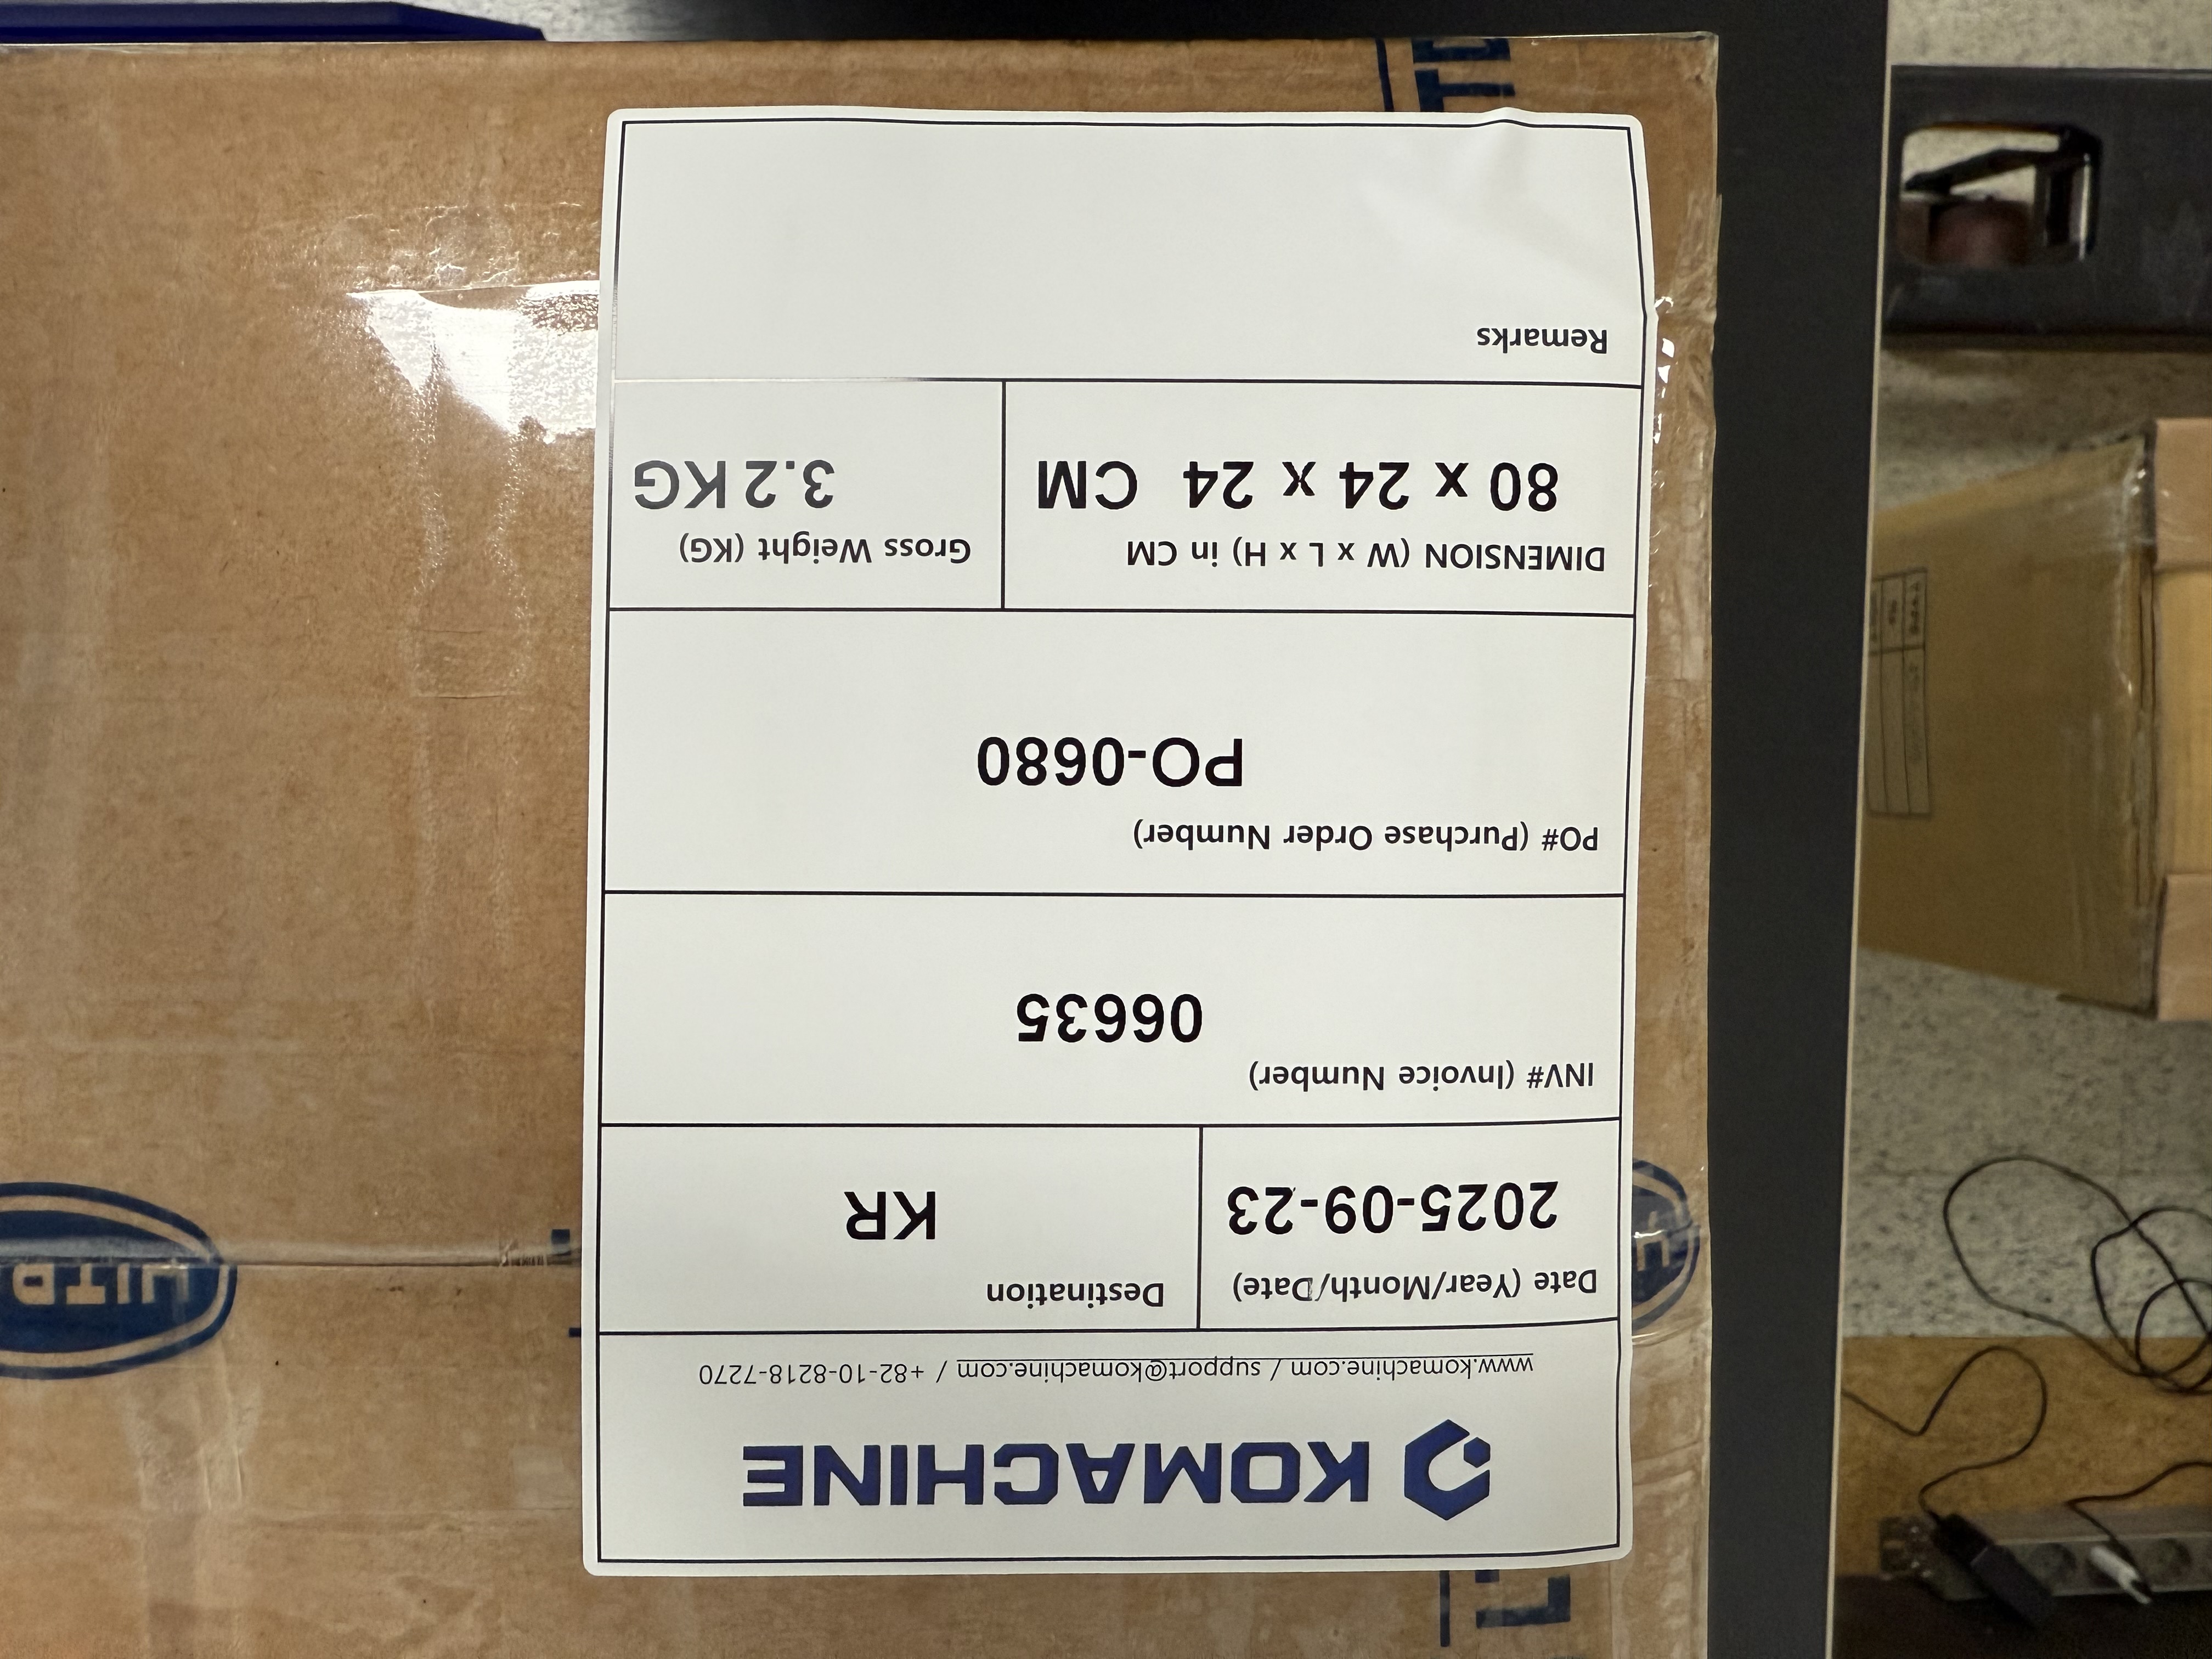 KOMACHINE
www.komachine.com / support@komachine.com / +82-10-8218-7270
Date (Year/Month/Date)
2025-09-23
Destination
KR
INV# (Invoice Number)
06635
PO# (Purchase Order Number)
PO-0680
DIMENSION (W x L x H) in CM
80 x 24 x 24 CM
Gross Weight (KG)
3.2 KG
Remarks